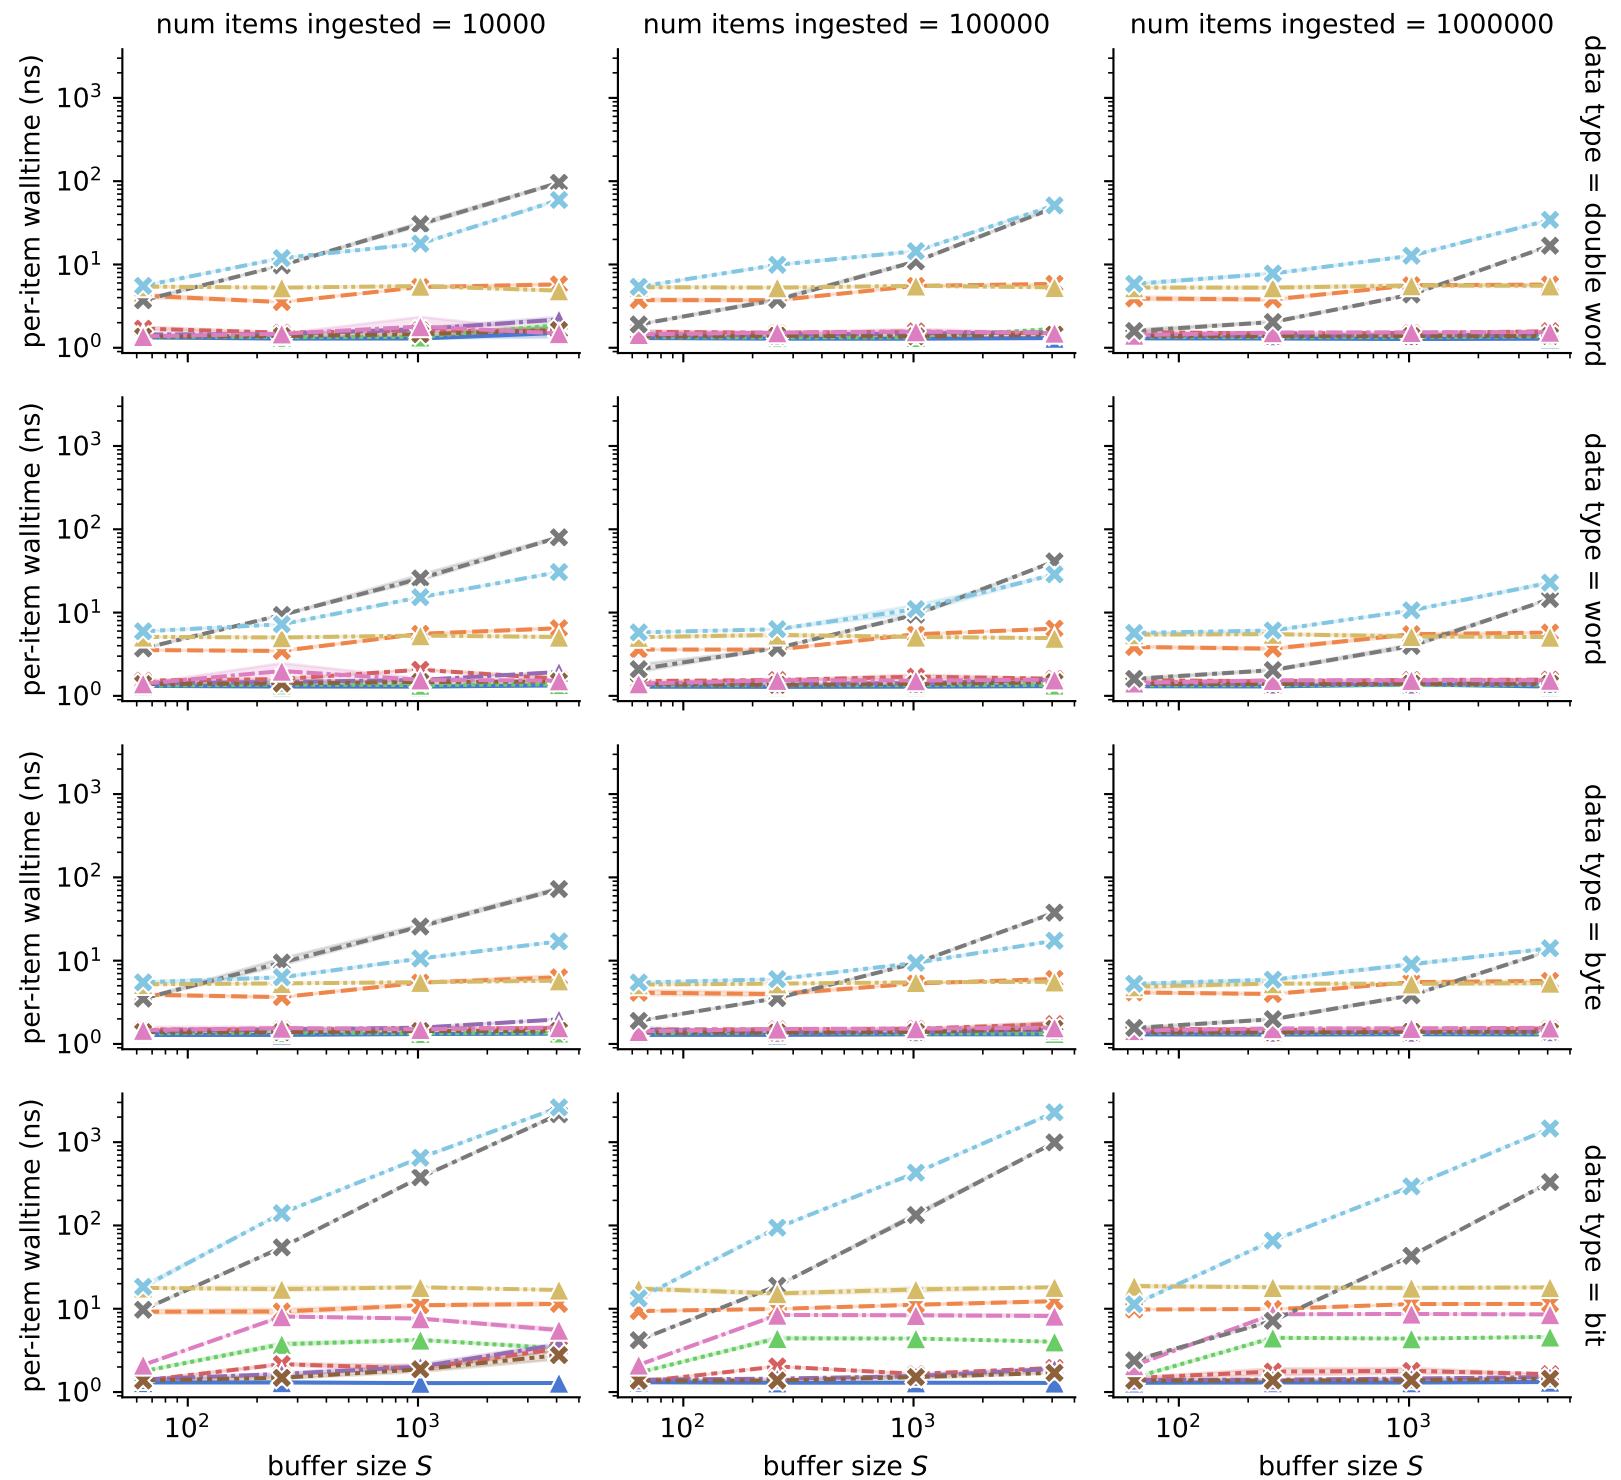 num items ingested = 10000
num items ingested = 100000
num items ingested = 1000000
per-item walltime (ns)
10³
10²
10¹
10⁰
data type = double word
per-item walltime (ns)
10³
10²
10¹
10⁰
data type = word
per-item walltime (ns)
10³
10²
10¹
10⁰
data type = byte
per-item walltime (ns)
10³
10²
10¹
10⁰
data type = bit
10² 10³
10² 10³
10² 10³
buffer size S
buffer size S
buffer size S